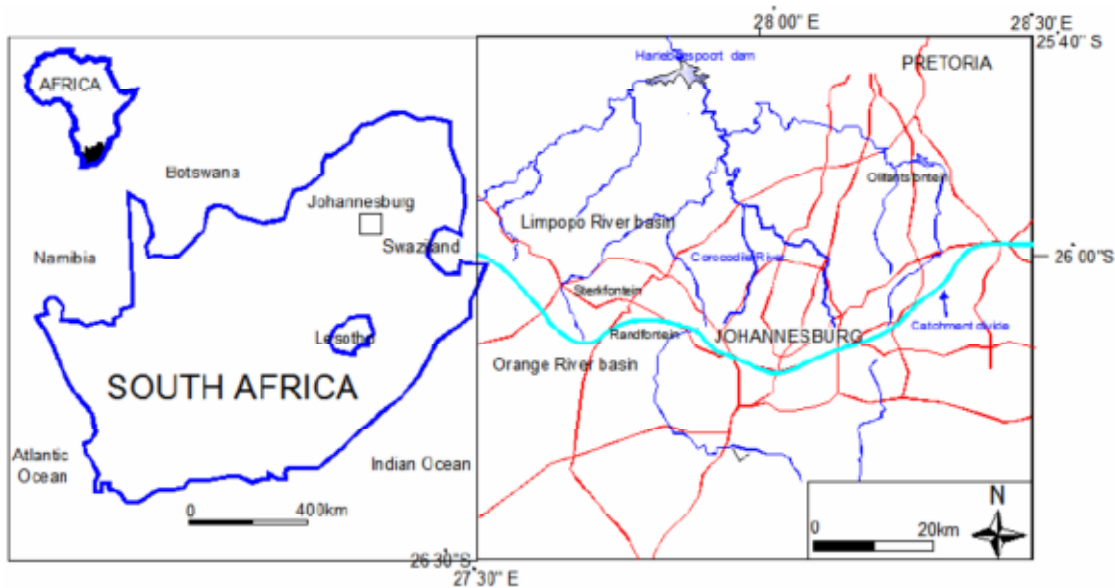 28'00'' E
28'30'' E
25'40'' S
AFRICA
Botswana
Johannesburg
Namibia
Swaziland
Lesotho
SOUTH AFRICA
Atlantic
Ocean
Indian Ocean
0 400km
PRETORIA
dam
Olifantsfontein
Limpopo River basin
Corocodile River
26'00''S
Sterkfontein
Catchment divide
Randfontein
JOHANNESBURG
Orange River basin
N
0 20km
26'30''S
27'30'' E